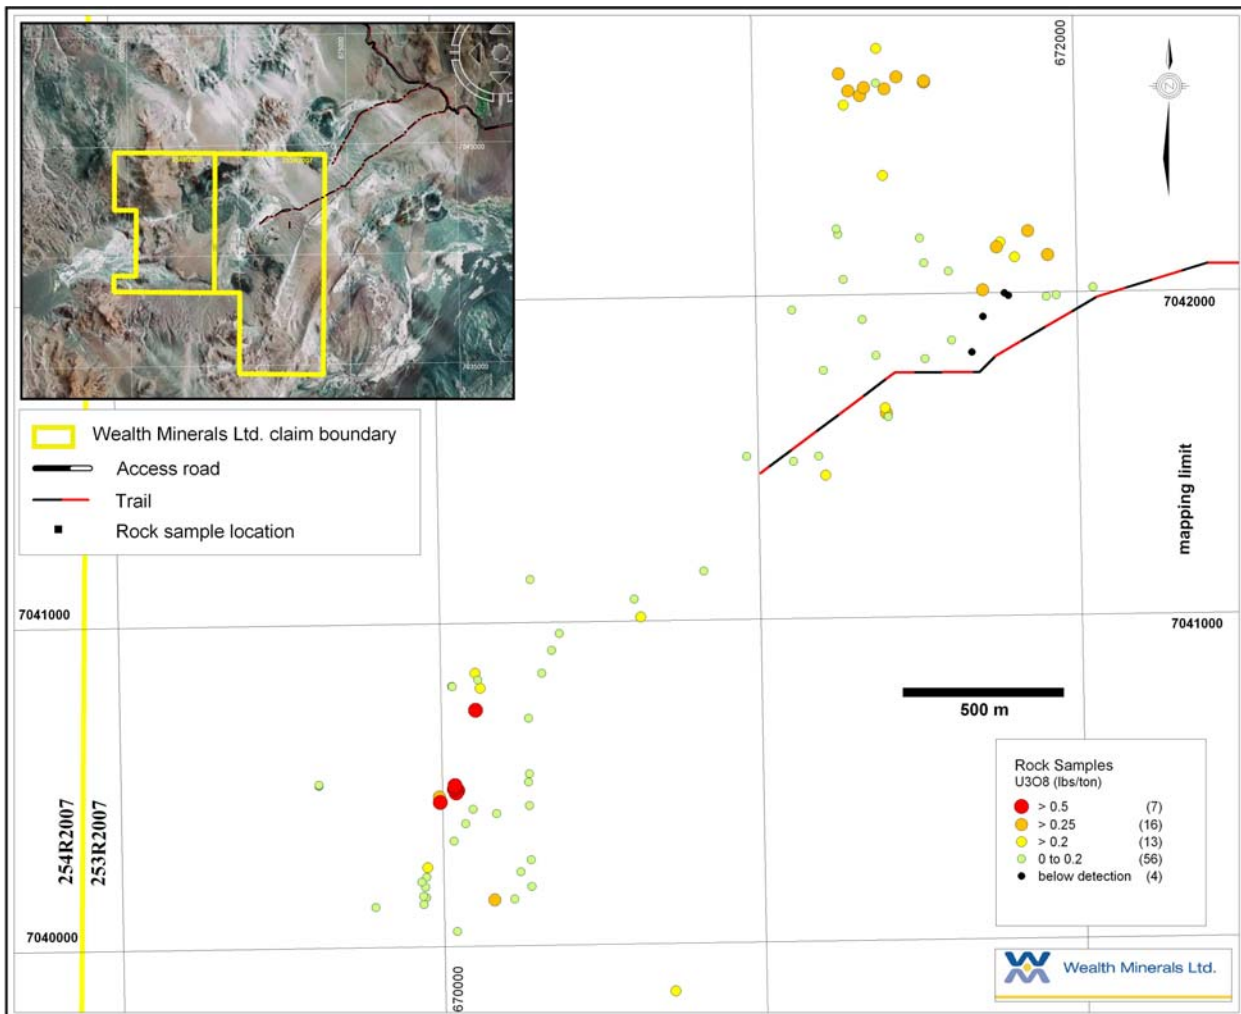 672000
7042000
Wealth Minerals Ltd. claim boundary
Access road
Trail
Rock sample location
mapping limit
7041000
7041000
500 m
Rock Samples
U3O8 (lbs/ton)
> 0.5 (7)
> 0.25 (16)
> 0.2 (13)
0 to 0.2 (56)
below detection (4)
254R2007
253R2007
7040000
670000
Wealth Minerals Ltd.